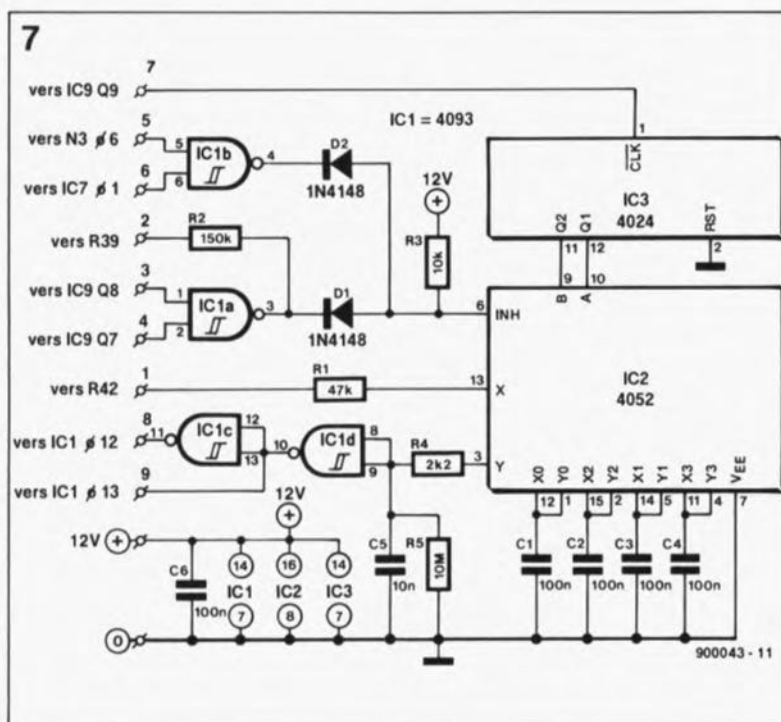 7
7
vers IC9 Q9
5
vers N3 ø 6
5
IC1b
4
6
vers IC7 ø 1
6
D2
1N4148
IC1 = 4093
1
CLK
IC3
4024
Q2
Q1
RST
11
12
2
9
10
B
A
12V
R3
10k
2
vers R39
R2
150k
3
vers IC9 Q8
1
IC1a
3
4
vers IC9 Q7
2
D1
1N4148
6
INH
IC2
4052
1
vers R42
R1
47k
13
X
8
vers IC1 ø 12
11
IC1c
12
13
10
IC1d
8
9
R4
2k2
3
Y
9
vers IC1 ø 13
X0
Y0
X2
Y2
X1
Y1
X3
Y3
VEE
12
1
15
2
14
5
11
4
7
12V +
12V
C6
100n
14
16
14
IC1
IC2
IC3
7
8
7
C5
10n
R5
10M
C1
100n
C2
100n
C3
100n
C4
100n
0
900043 - 11